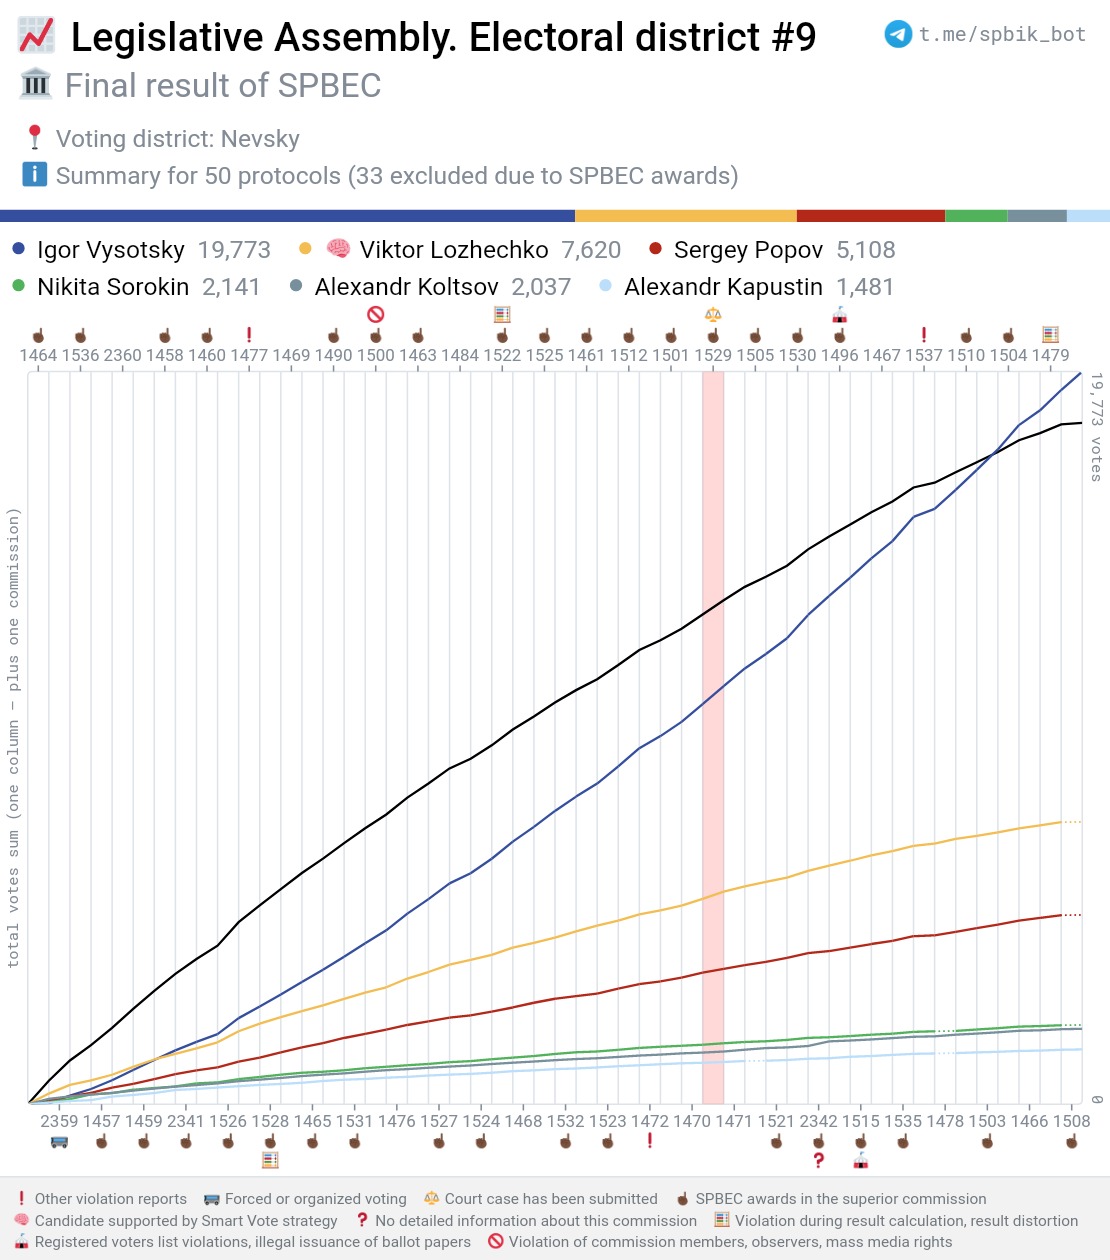 Legislative Assembly. Electoral district #9
t.me/spbik_bot
Final result of SPBEC
Voting district: Nevsky
Summary for 50 protocols (33 excluded due to SPBEC awards)
Igor Vysotsky 19,773 Viktor Lozhechko 7,620 Sergey Popov 5,108
Nikita Sorokin 2,141 Alexandr Koltsov 2,037 Alexandr Kapustin 1,481
1464 1536 2360 1458 1460 1477 1469 1490 1500 1463 1484 1522 1525 1461 1512 1501 1529 1505 1530 1496 1467 1537 1510 1504 1479
19,773 votes
total votes sum (one column – plus one commission)
0
2359 1457 1459 2341 1526 1528 1465 1531 1476 1527 1524 1468 1532 1523 1472 1470 1471 1521 2342 1515 1535 1478 1503 1466 1508
Other violation reports Forced or organized voting Court case has been submitted SPBEC awards in the superior commission
Candidate supported by Smart Vote strategy No detailed information about this commission Violation during result calculation, result distortion
Registered voters list violations, illegal issuance of ballot papers Violation of commission members, observers, mass media rights